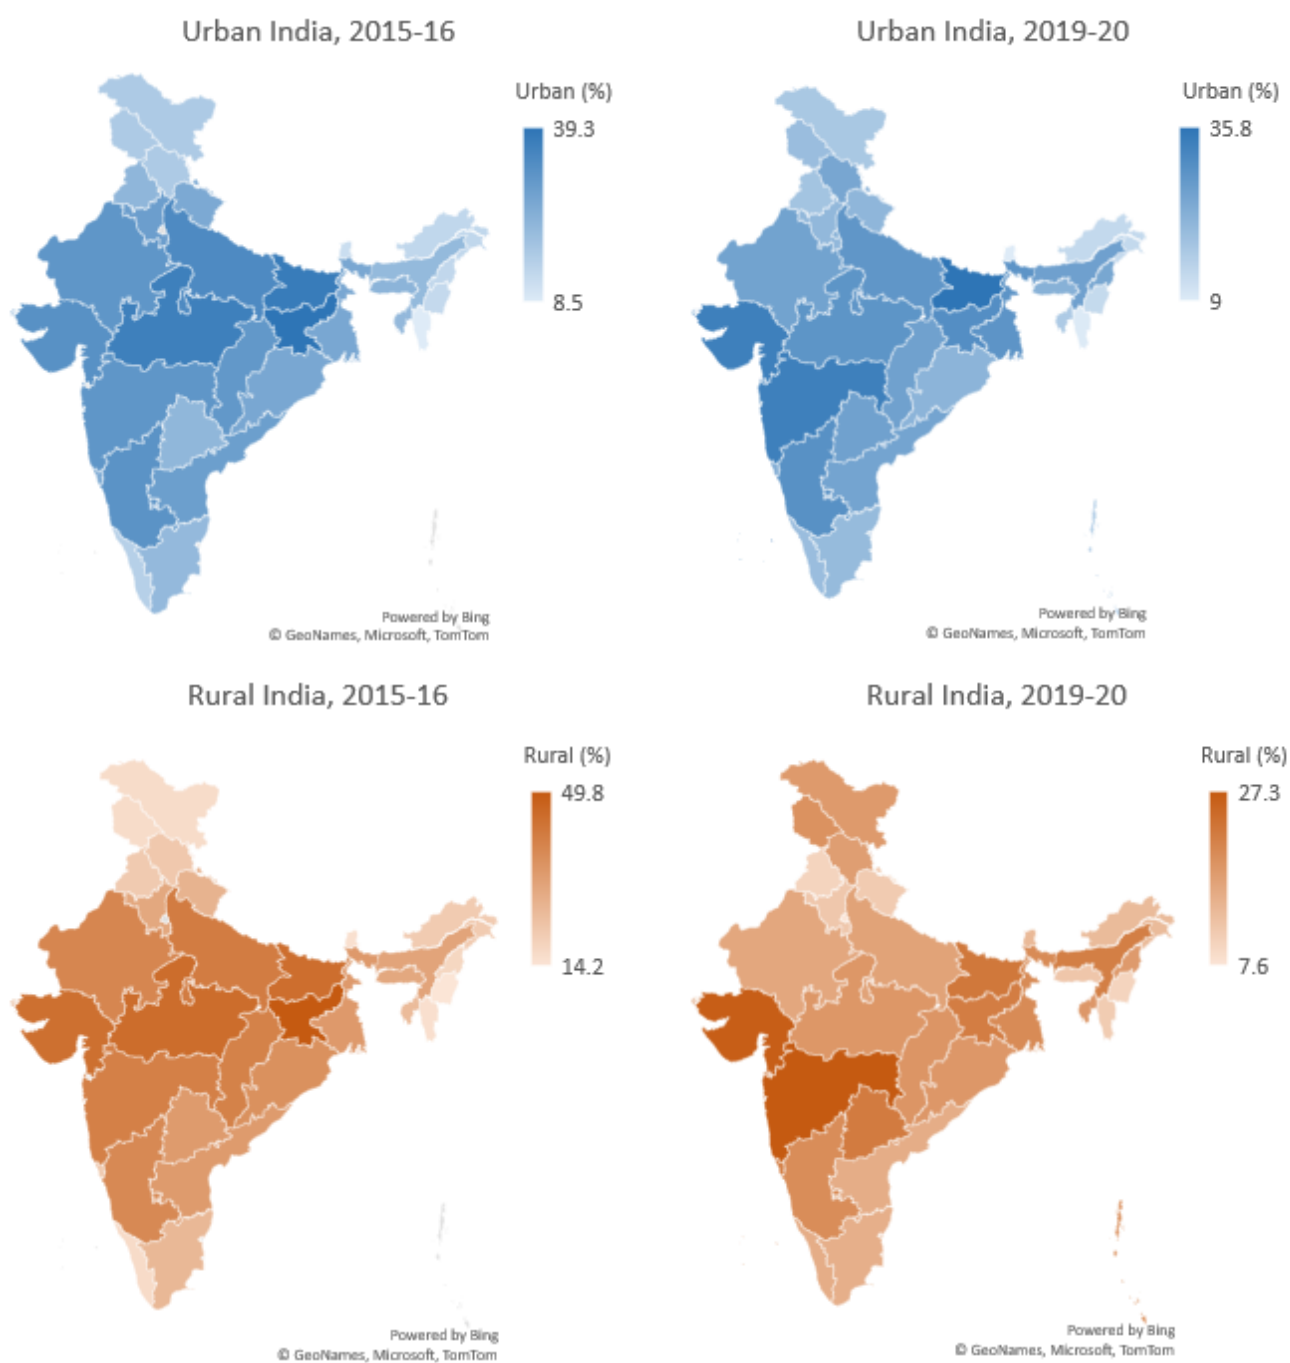 Urban India, 2015-16
Urban (%)
39.3
8.5
Powered by Bing
© GeoNames, Microsoft, TomTom
Urban India, 2019-20
Urban (%)
35.8
9
Powered by Bing
© GeoNames, Microsoft, TomTom
Rural India, 2015-16
Rural (%)
49.8
14.2
Powered by Bing
© GeoNames, Microsoft, TomTom
Rural India, 2019-20
Rural (%)
27.3
7.6
Powered by Bing
© GeoNames, Microsoft, TomTom